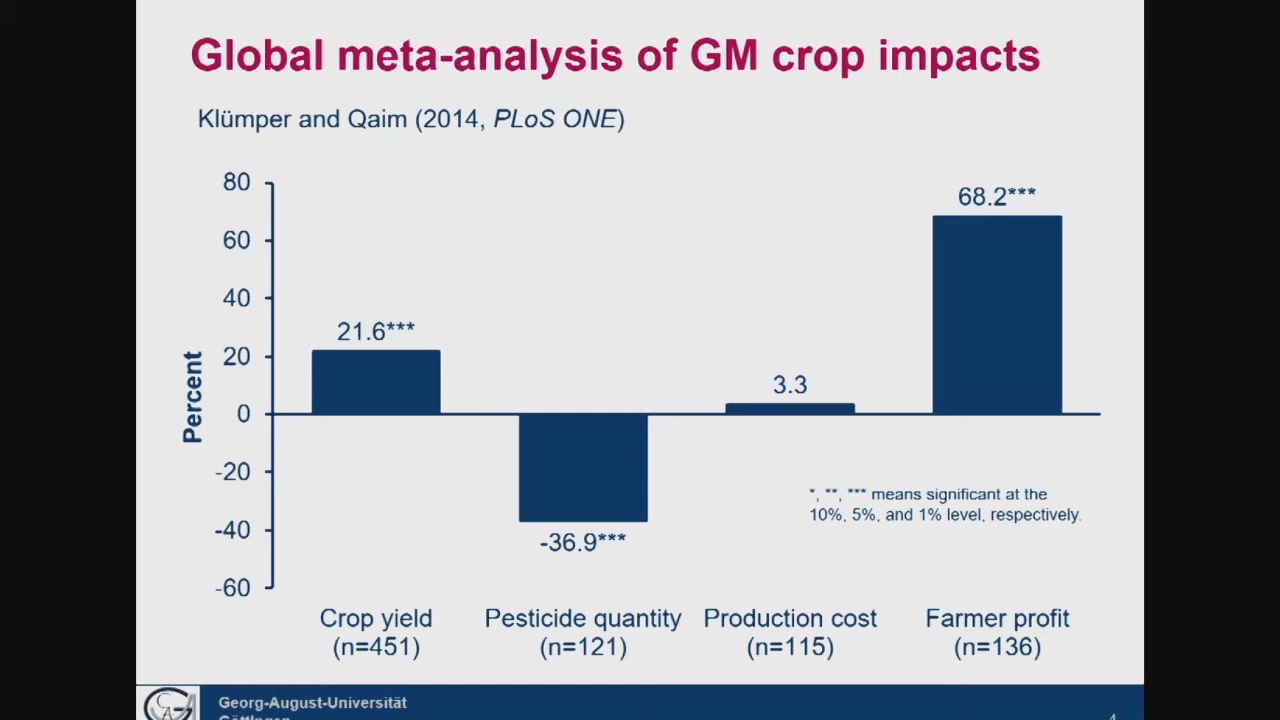 Global meta-analysis of GM crop impacts
Klümper and Qaim (2014, PLoS ONE)
80
60
40
20
0
-20
-40
-60
Percent
21.6***
-36.9***
3.3
68.2***
*, **, *** means significant at the
10%, 5%, and 1% level, respectively.
Crop yield
(n=451)
Pesticide quantity
(n=121)
Production cost
(n=115)
Farmer profit
(n=136)
Georg-August-Universität
Göttingen
4